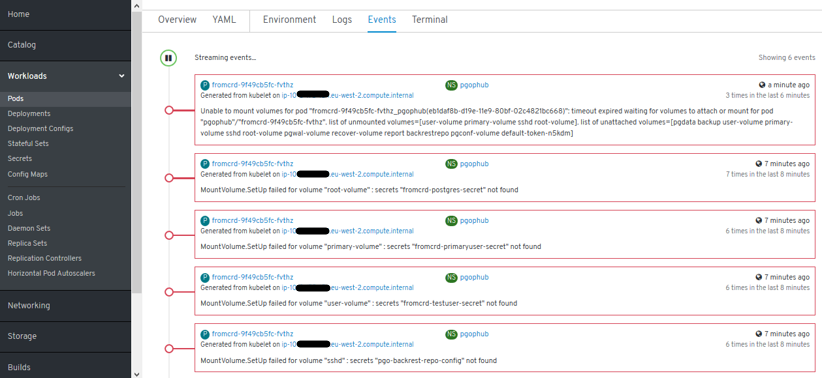 Home
Catalog
Workloads
Pods
Deployments
Deployment Configs
Stateful Sets
Secrets
Config Maps
Cron Jobs
Jobs
Daemon Sets
Replica Sets
Replication Controllers
Horizontal Pod Autoscalers
Networking
Storage
Builds
Overview YAML Environment Logs Events Terminal
Streaming events... Showing 6 events
P fromcrd-9f49cb5fc-fvthz NS pgophub a minute ago
Generated from kubelet on ip-10 .eu-west-2.compute.internal 3 times in the last 6 minutes
Unable to mount volumes for pod "fromcrd-9f49cb5fc-fvthz_pgophub(eb1daf8b-d19e-11e9-80bf-02c4821bc668)": timeout expired waiting for volumes to attach or mount for pod
"pgophub"/"fromcrd-9f49cb5fc-fvthz". list of unmounted volumes=[user-volume primary-volume sshd root-volume]. list of unattached volumes=[pgdata backup user-volume primary-
volume sshd root-volume pgwal-volume recover-volume report backrestrepo pgconf-volume default-token-n5kdm]
P fromcrd-9f49cb5fc-fvthz NS pgophub 7 minutes ago
Generated from kubelet on ip-10 .eu-west-2.compute.internal 7 times in the last 8 minutes
MountVolume.SetUp failed for volume "root-volume" : secrets "fromcrd-postgres-secret" not found
P fromcrd-9f49cb5fc-fvthz NS pgophub 7 minutes ago
Generated from kubelet on ip-10 .eu-west-2.compute.internal 6 times in the last 8 minutes
MountVolume.SetUp failed for volume "primary-volume" : secrets "fromcrd-primaryuser-secret" not found
P fromcrd-9f49cb5fc-fvthz NS pgophub 7 minutes ago
Generated from kubelet on ip-10 .eu-west-2.compute.internal 6 times in the last 8 minutes
MountVolume.SetUp failed for volume "user-volume" : secrets "fromcrd-testuser-secret" not found
P fromcrd-9f49cb5fc-fvthz NS pgophub 7 minutes ago
Generated from kubelet on ip-10 .eu-west-2.compute.internal 6 times in the last 8 minutes
MountVolume.SetUp failed for volume "sshd" : secrets "pgo-backrest-repo-config" not found